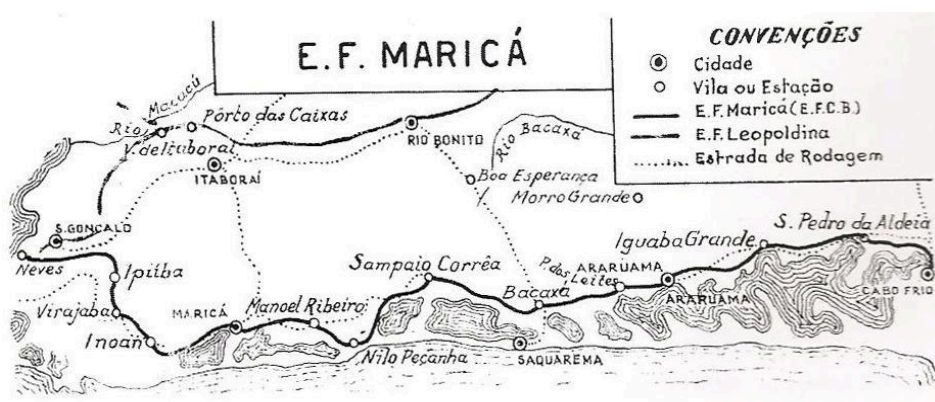 E.F. MARICÁ
CONVENÇÕES
Cidade
Vila ou Estação
E.F. Maricá (E.F.C.B.)
E.F. Leopoldina
Estrada de Rodagem
Macacú
Rio
Pôrto das Caixas
V. de Itaboraí
ITABORAÍ
RIO BONITO
Rio Bacaxá
Boa Esperança
Morro Grande
S. GONÇALO
Neves
Ipiíba
Virajaba
Inoan
MARICÁ
Manoel Ribeiro
Nilo Peçanha
Sampaio Corrêa
Bacaxá
SAQUAREMA
P. dos
Leites
ARARUAMA
ARARUAMA
Iguaba Grande
S. Pedro da Aldeia
CABO FRIO